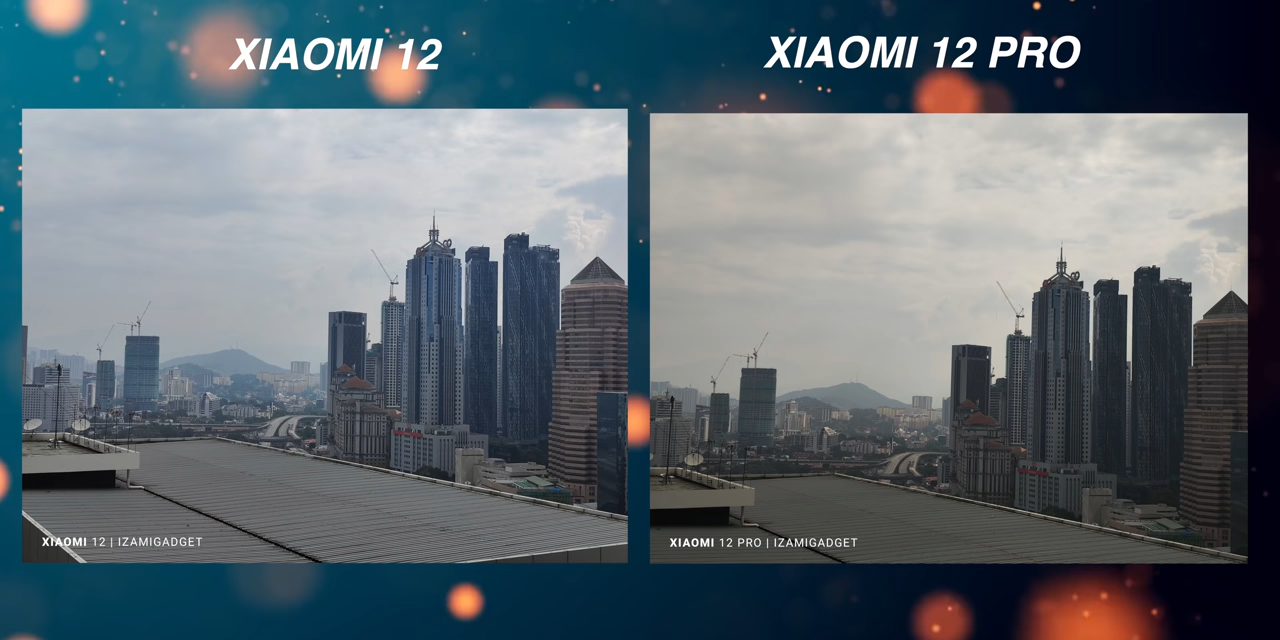 XIAOMI 12
XIAOMI 12 PRO
XIAOMI 12 | IZAMIGADGET
XIAOMI 12 PRO | IZAMIGADGET